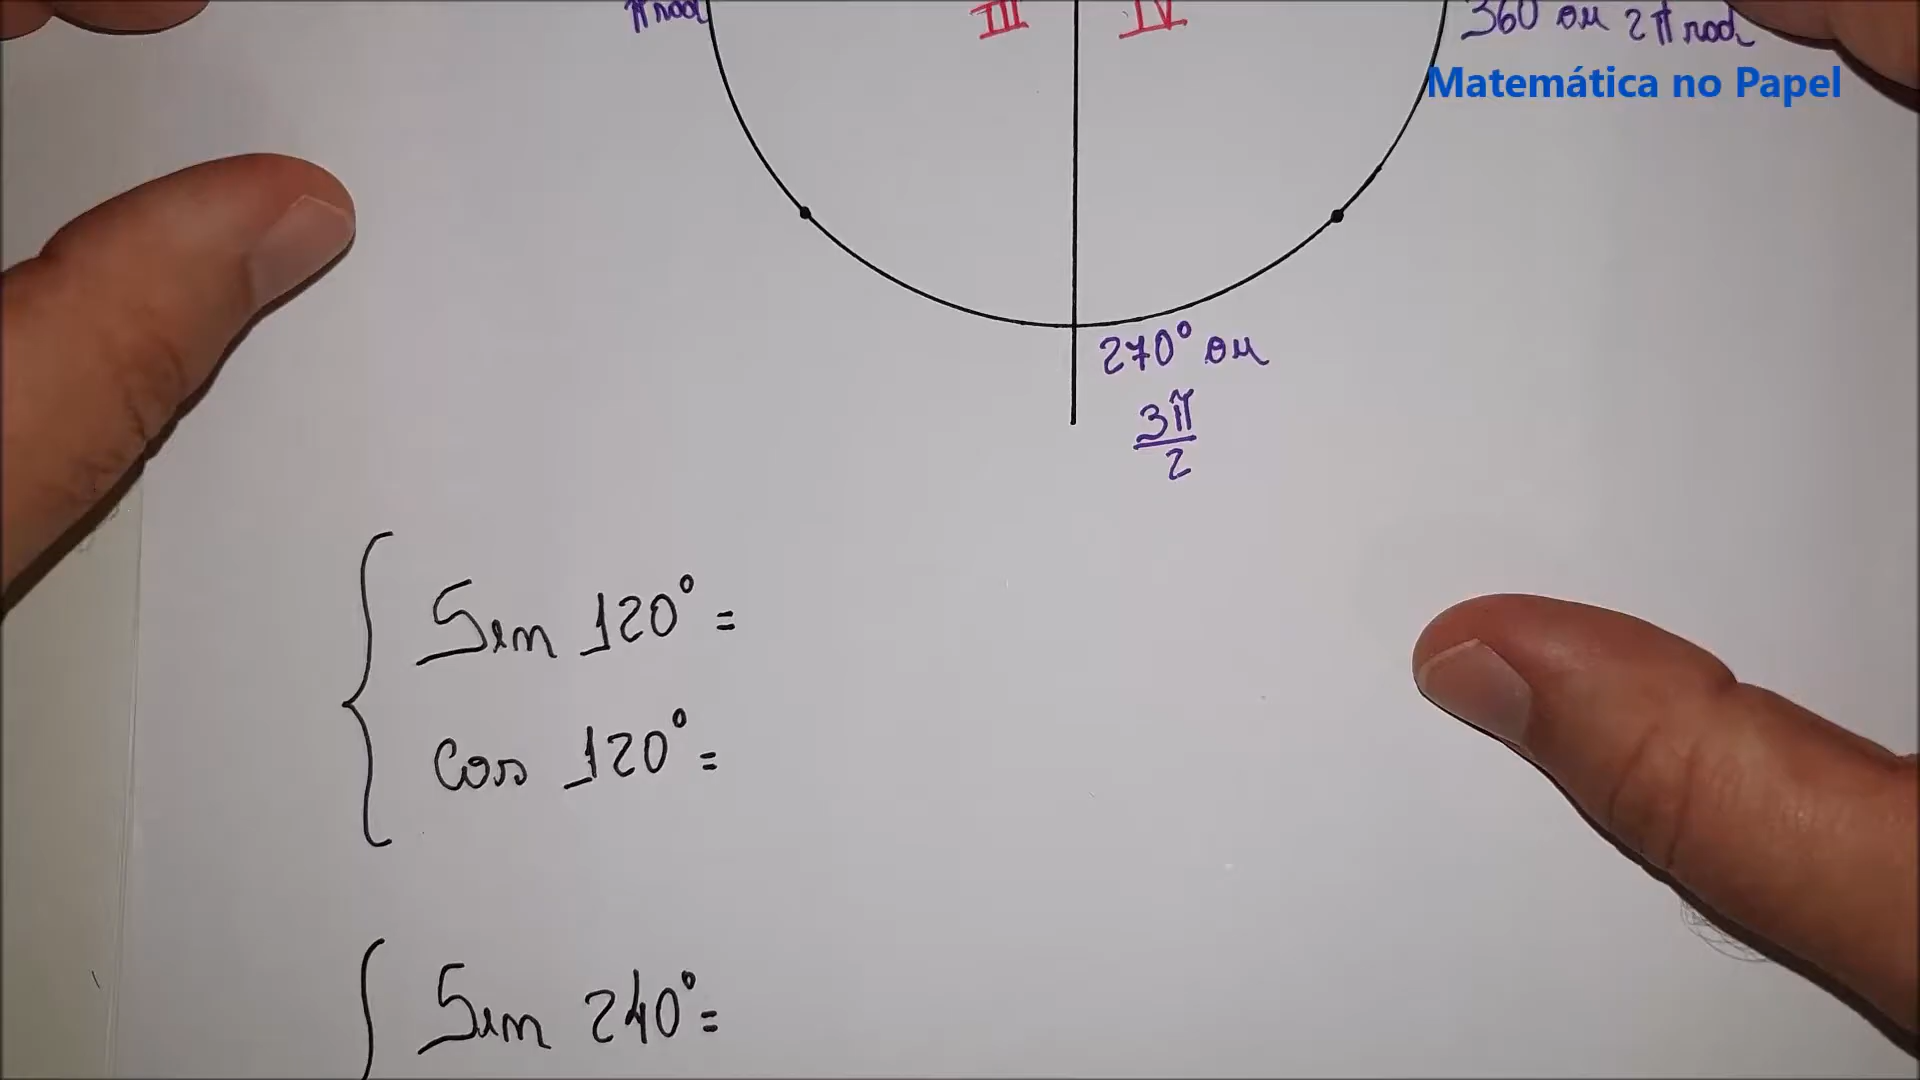 π rad
III
IV
360 ou 2π rad
Matemática no Papel
270° ou
3π
2
Sen 120° =
Cos 120° =
Sen 240° =